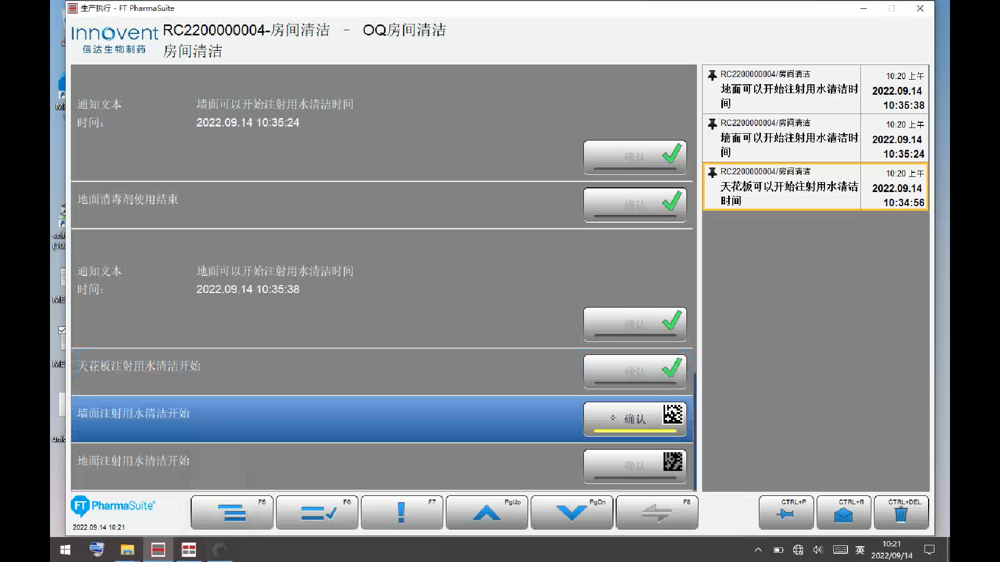 生产执行 - FT PharmaSuite
Innovent
信达生物制药
RC2200000004-房间清洁 - OQ房间清洁
房间清洁
通知文本 墙面可以开始注射用水清洁时间
时间: 2022.09.14 10:35:24
确认
地面消毒剂使用结束
确认
通知文本 地面可以开始注射用水清洁时间
时间: 2022.09.14 10:35:38
确认
天花板注射用水清洁开始
确认
墙面注射用水清洁开始
确认
地面注射用水清洁开始
确认
RC2200000004/房间清洁 10:20 上午
地面可以开始注射用水清洁时 2022.09.14
间 10:35:38
RC2200000004/房间清洁 10:20 上午
墙面可以开始注射用水清洁时 2022.09.14
间 10:35:24
RC2200000004/房间清洁 10:20 上午
天花板可以开始注射用水清洁 2022.09.14
时间 10:34:56
FT PharmaSuite®
2022.09.14 10:21
F5
F6
F7
PgUp
PgDn
F8
CTRL+P
CTRL+R
CTRL+DEL
英
10:21
2022/09/14